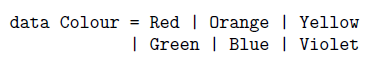 data Colour = Red | Orange | Yellow
| Green | Blue | Violet